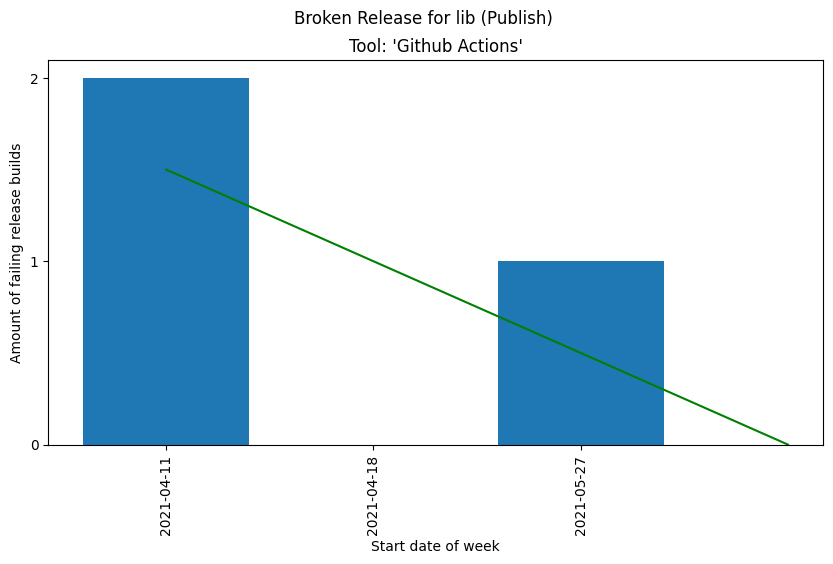 Broken Release for lib (Publish)
Tool: 'Github Actions'
Amount of failing release builds
2
1
0
2021-04-11
2021-04-18
2021-05-27
Start date of week